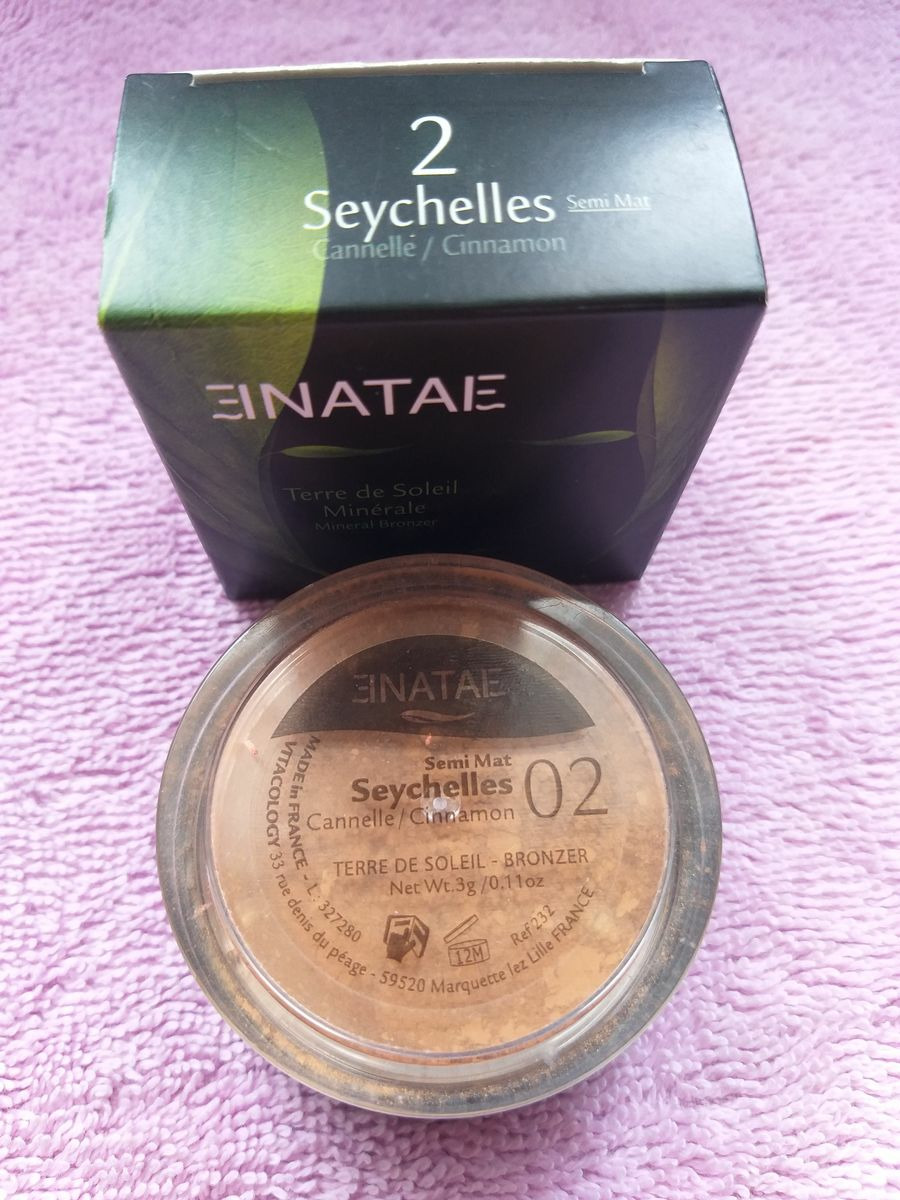 2
Seychelles Semi Mat
Cannelle / Cinnamon
ENATAE
Terre de Soleil
Minérale
Mineral Bronzer
ENATAE
Semi Mat
Seychelles 02
Cannelle / Cinnamon
TERRE DE SOLEIL - BRONZER
Net Wt.3g /0.11oz
12M
Ref 232
MADE in FRANCE - L: 327280
VITACOLOGY 33 rue denis du péage - 59520 Marquette lez Lille FRANCE